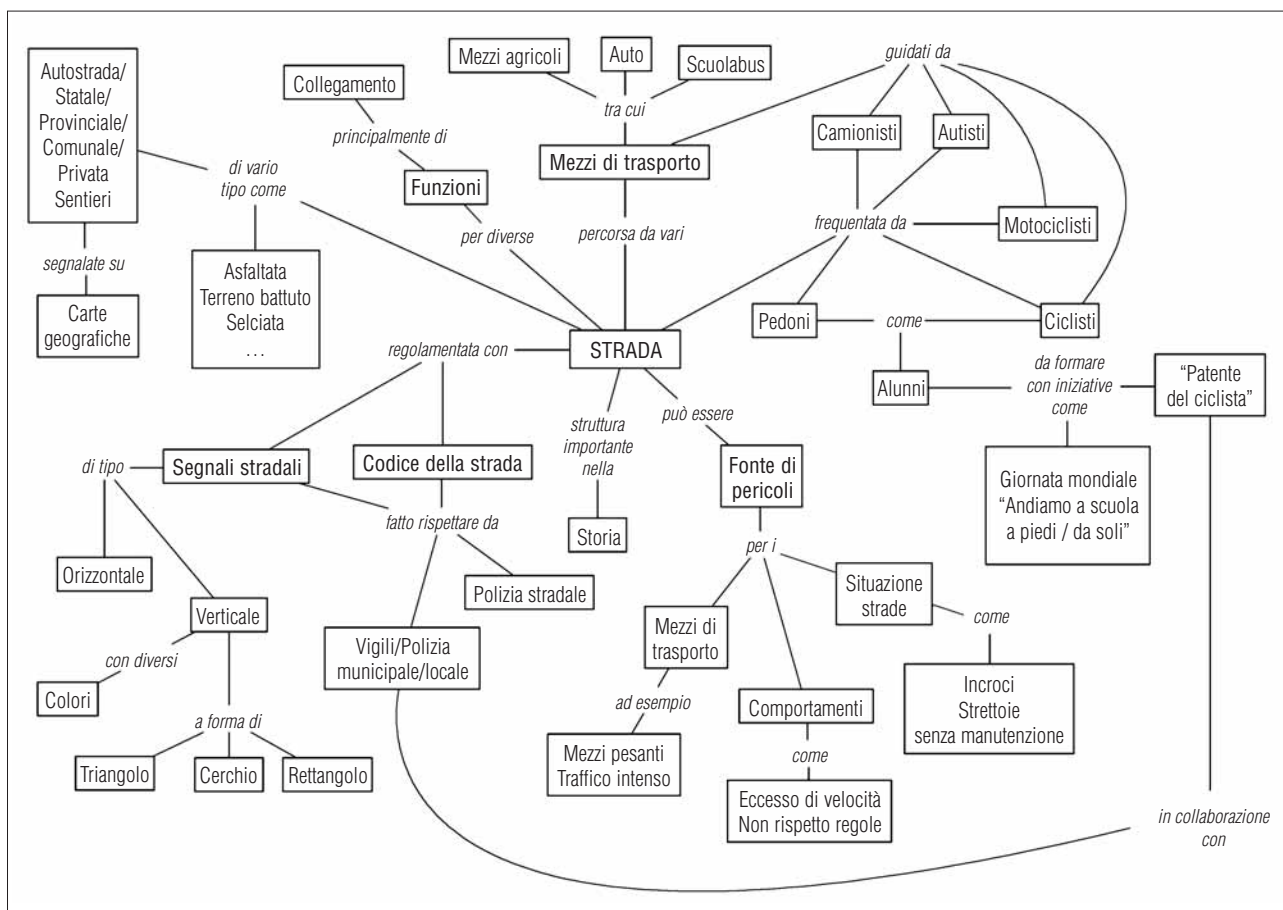 Mezzi agricoli
Auto
Scuolabus
guidati da
Autostrada/
Statale/
Provinciale/
Comunale/
Privata
Sentieri
Collegamento
tra cui
principalmente di
Camionisti
Autisti
Mezzi di trasporto
di vario
tipo come
Funzioni
per diverse
percorsa da vari
frequentata da
Motociclisti
segnalate su
Asfaltata
Terreno battuto
Selciata
...
Carte
geografiche
Pedoni
come
Ciclisti
regolamentata con
STRADA
Alunni
da formare
con iniziative
come
“Patente
del ciclista”
può essere
struttura
importante
nella
di tipo
Segnali stradali
Codice della strada
Fonte di
pericoli
Giornata mondiale
“Andiamo a scuola
a piedi / da soli”
fatto rispettare da
Storia
per i
Orizzontale
Polizia stradale
Situazione
strade
Verticale
Mezzi di
trasporto
come
Vigili/Polizia
municipale/locale
con diversi
Colori
Incroci
Strettoie
senza manutenzione
ad esempio
Comportamenti
a forma di
Mezzi pesanti
Traffico intenso
come
Triangolo
Cerchio
Rettangolo
Eccesso di velocità
Non rispetto regole
in collaborazione
con